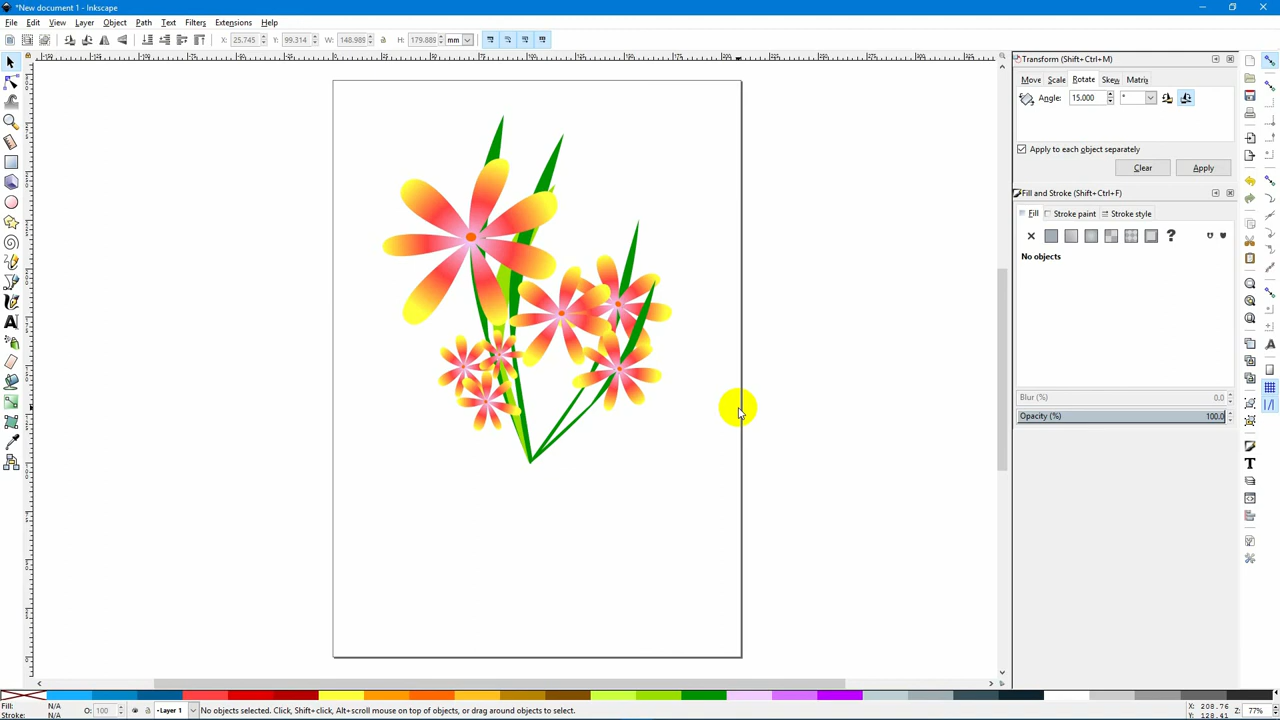 *New document 1 - Inkscape
File Edit View Layer Object Path Text Filters Extensions Help
X: 25.745 Y: 99.314 W: 148.989 H: 179.889 mm
Transform (Shift+Ctrl+M)
Move Scale Rotate Skew Matrix
Angle: 15.000 °
Apply to each object separately
Clear Apply
Fill and Stroke (Shift+Ctrl+F)
Fill Stroke paint Stroke style
No objects
Blur (%) 0.0
Opacity (%) 100.0
Fill: N/A
Stroke: N/A
O: 100
Layer 1
No objects selected. Click, Shift+click, Alt+scroll mouse on top of objects, or drag around objects to select.
X: 208.76
Y: 128.41
Z: 77%